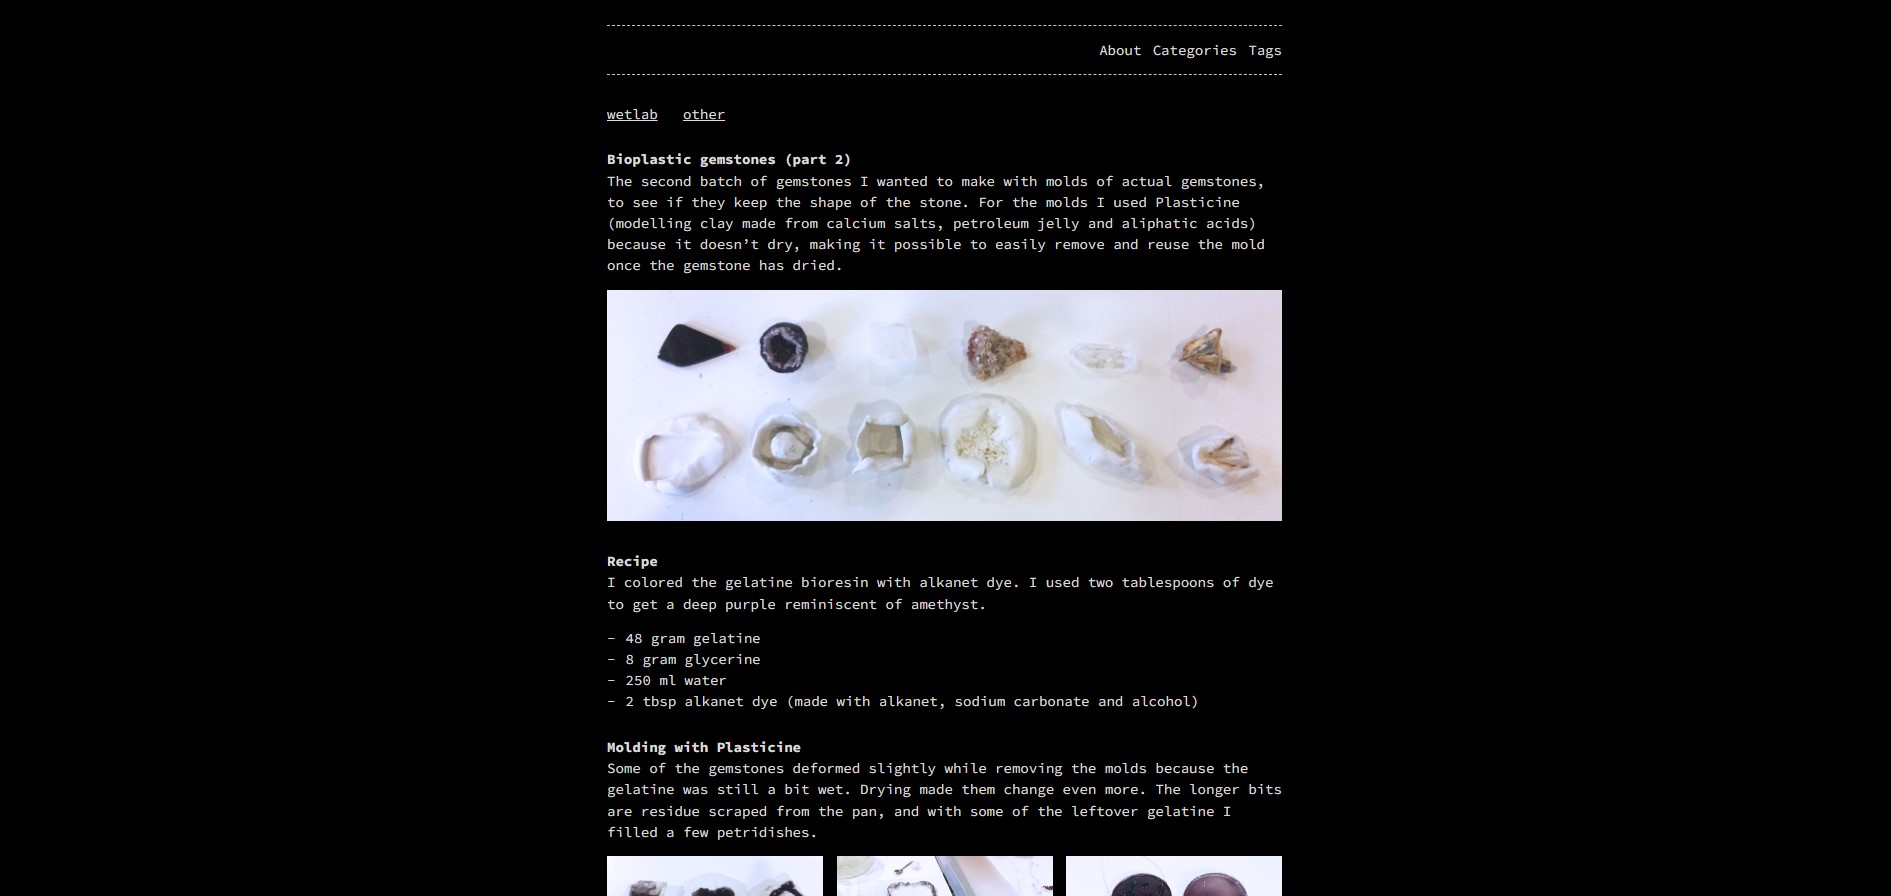 About Categories Tags
wetlab other
Bioplastic gemstones (part 2)
The second batch of gemstones I wanted to make with molds of actual gemstones,
to see if they keep the shape of the stone. For the molds I used Plasticine
(modelling clay made from calcium salts, petroleum jelly and aliphatic acids)
because it doesn’t dry, making it possible to easily remove and reuse the mold
once the gemstone has dried.
Recipe
I colored the gelatine bioresin with alkanet dye. I used two tablespoons of dye
to get a deep purple reminiscent of amethyst.
- 48 gram gelatine
- 8 gram glycerine
- 250 ml water
- 2 tbsp alkanet dye (made with alkanet, sodium carbonate and alcohol)
Molding with Plasticine
Some of the gemstones deformed slightly while removing the molds because the
gelatine was still a bit wet. Drying made them change even more. The longer bits
are residue scraped from the pan, and with some of the leftover gelatine I
filled a few petridishes.